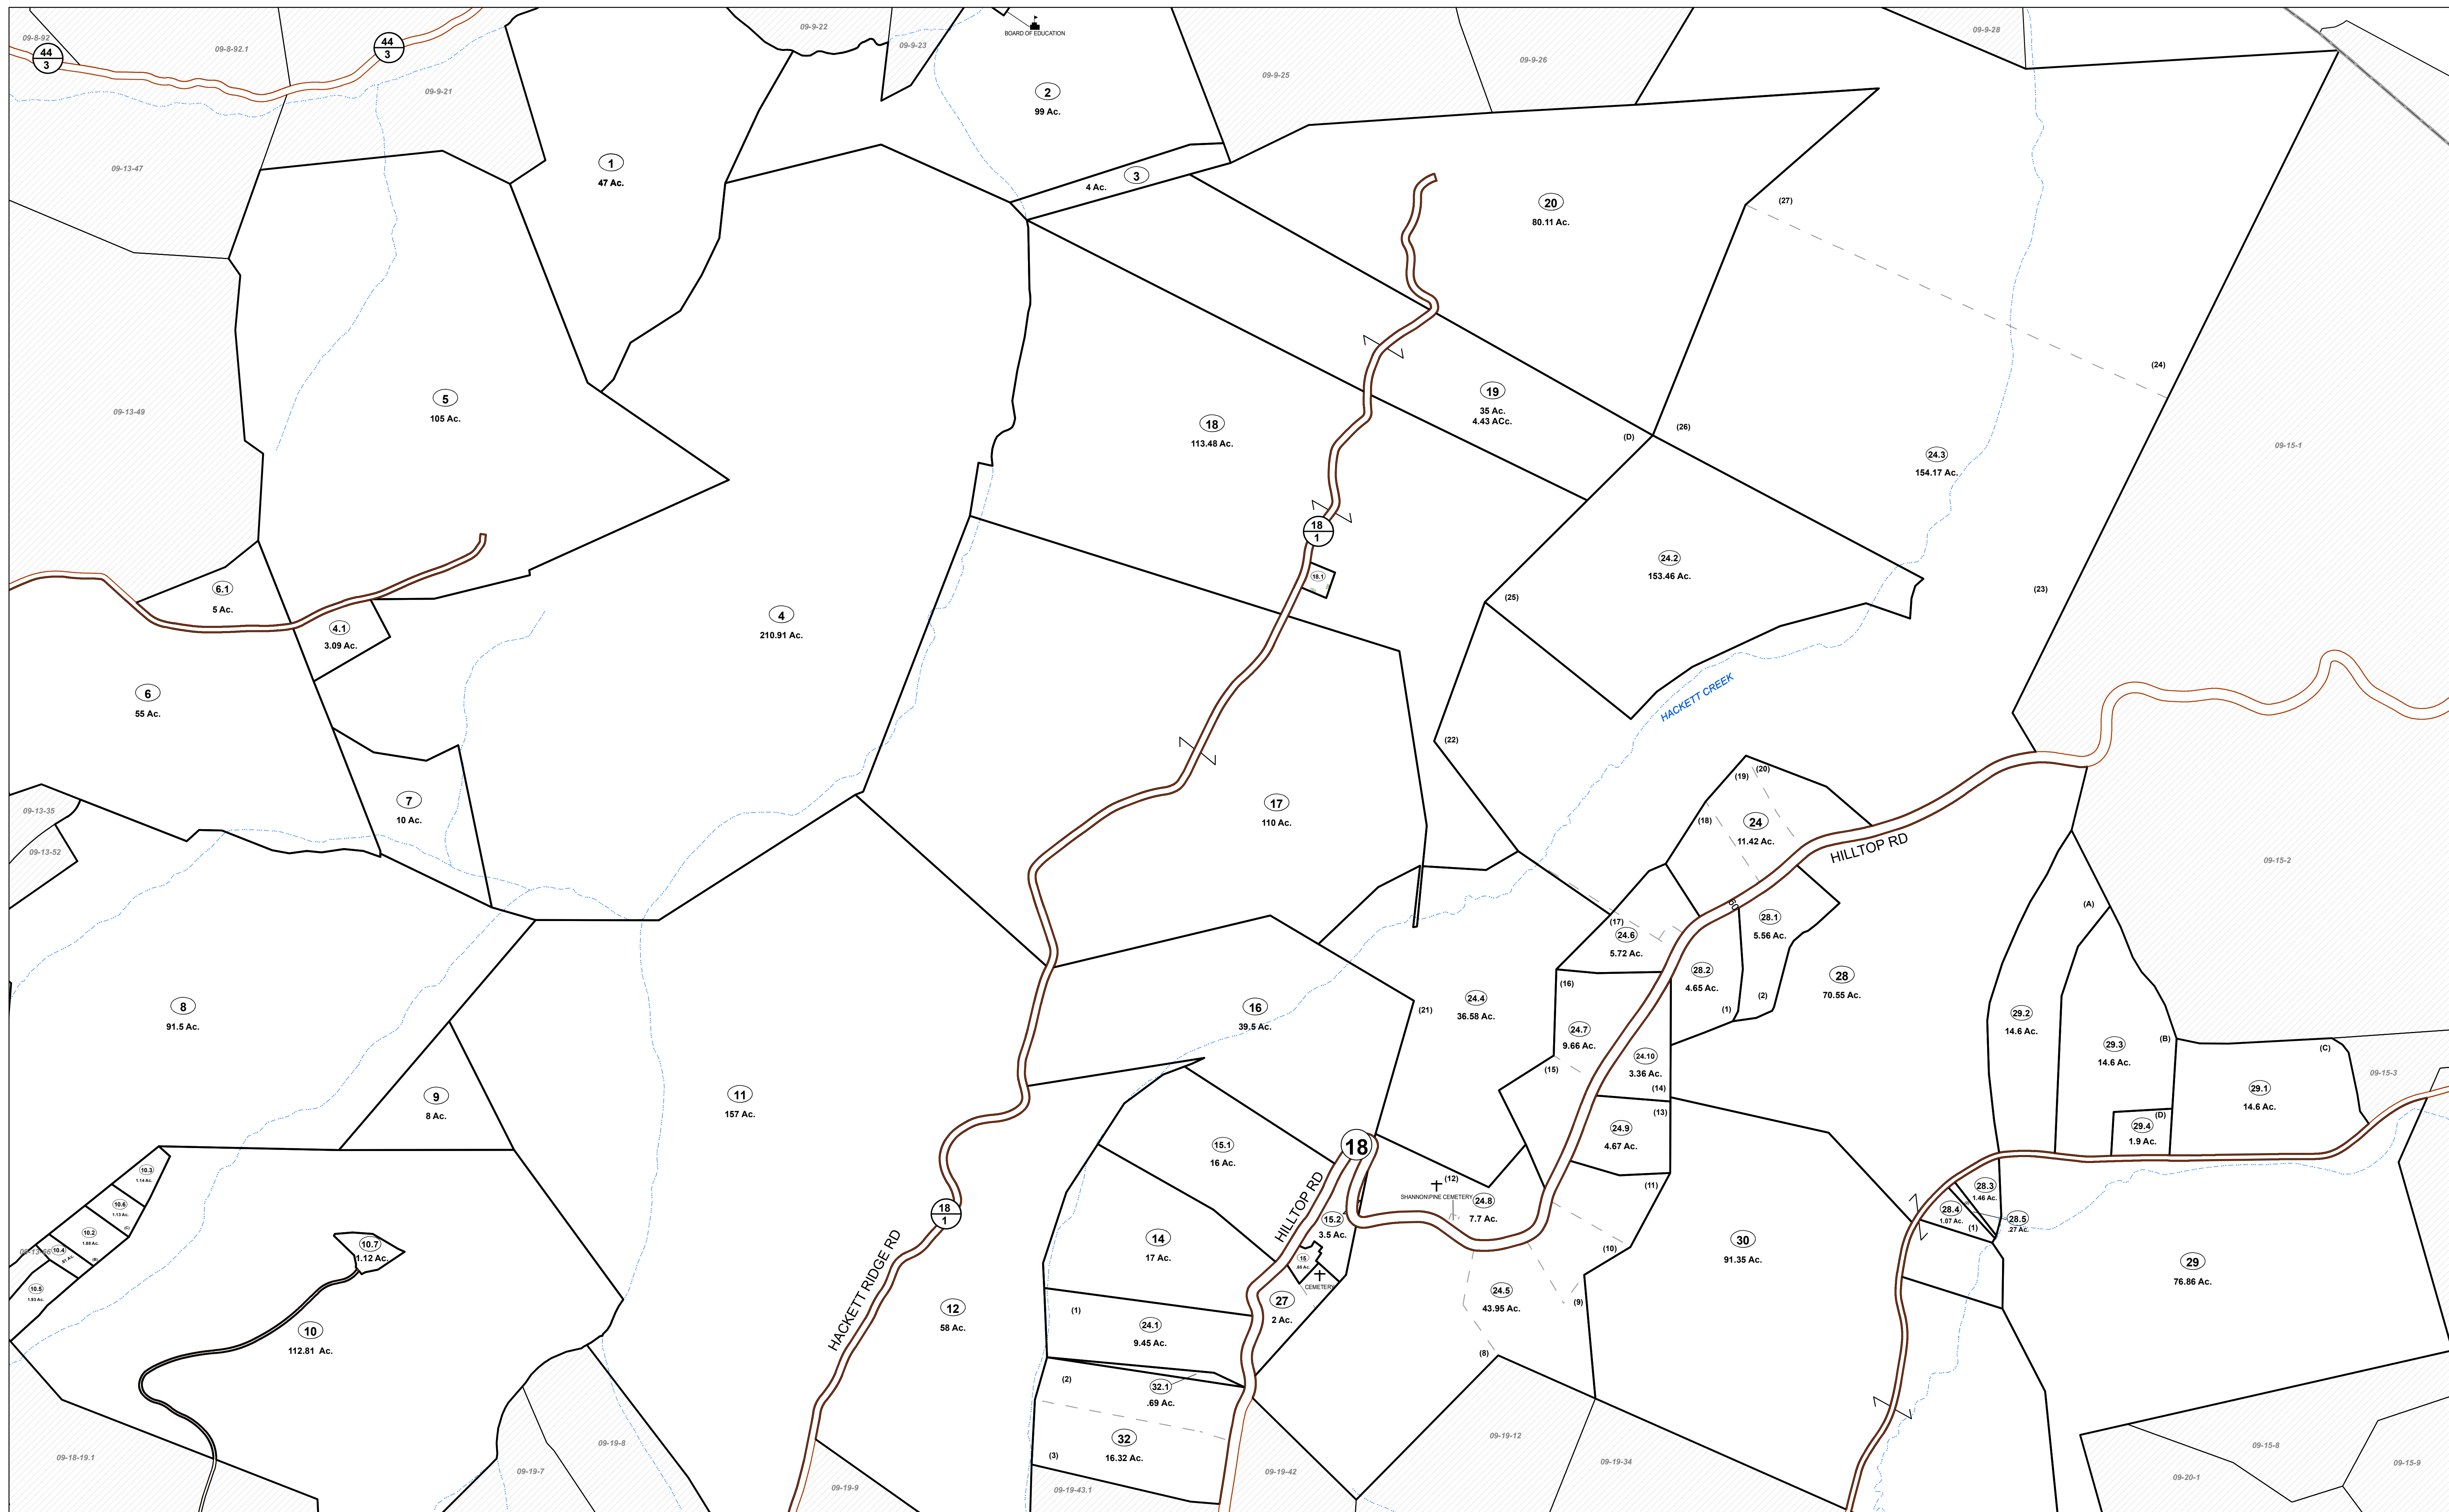 09-8-92
44
3
09-8-92.1
44
3
09-9-22
09-9-23
BOARD OF EDUCATION
09-9-28
09-9-21
2
99 Ac.
09-9-25
09-9-26
09-13-47
1
47 Ac.
4 Ac.
3
20
80.11 Ac.
(27)
(24)
5
105 Ac.
09-13-49
18
113.48 Ac.
19
35 Ac.
4.43 ACc.
(D)
(26)
24.3
154.17 Ac.
09-15-1
18
1
18.1
24.2
153.46 Ac.
(25)
(23)
6.1
5 Ac.
4.1
3.09 Ac.
4
210.91 Ac.
6
55 Ac.
HACKETT CREEK
(22)
(19)
(20)
09-13-35
7
10 Ac.
17
110 Ac.
(18)
24
11.42 Ac.
HILLTOP RD
09-13-52
09-15-2
(17)
24.6
5.72 Ac.
28.1
5.56 Ac.
(A)
8
91.5 Ac.
16
39.5 Ac.
(21)
24.4
36.58 Ac.
(16)
28.2
4.65 Ac.
(1)
(2)
28
70.55 Ac.
29.2
14.6 Ac.
24.7
9.66 Ac.
(15)
24.10
3.36 Ac.
(14)
29.3
14.6 Ac.
(B)
(C)
09-15-3
9
8 Ac.
11
157 Ac.
(13)
24.9
4.67 Ac.
29.1
14.6 Ac.
(D)
29.4
1.9 Ac.
15.1
16 Ac.
18
10.3
1.14 Ac.
(12)
SHANNON\PINE CEMETERY
24.8
7.7 Ac.
(11)
28.3
1.46 Ac.
10.6
1.13 Ac.
(C)
HILLTOP RD
15.2
3.5 Ac.
28.4
1.07 Ac.
(1)
28.5
.27 Ac.
18
1
10.2
1.88 Ac.
(B)
10.4
10.7
1.12 Ac.
14
17 Ac.
15
CEMETERY
(10)
30
91.35 Ac.
29
76.86 Ac.
10.5
1.93 Ac.
HACKETT RIDGE RD
12
58 Ac.
(1)
27
2 Ac.
24.5
43.95 Ac.
(9)
10
112.81 Ac.
24.1
9.45 Ac.
(8)
(2)
32.1
.69 Ac.
09-18-19.1
09-19-8
09-19-7
32
16.32 Ac.
(3)
09-19-12
09-19-34
09-19-42
09-19-9
09-19-43.1
09-15-8
09-20-1
09-15-9